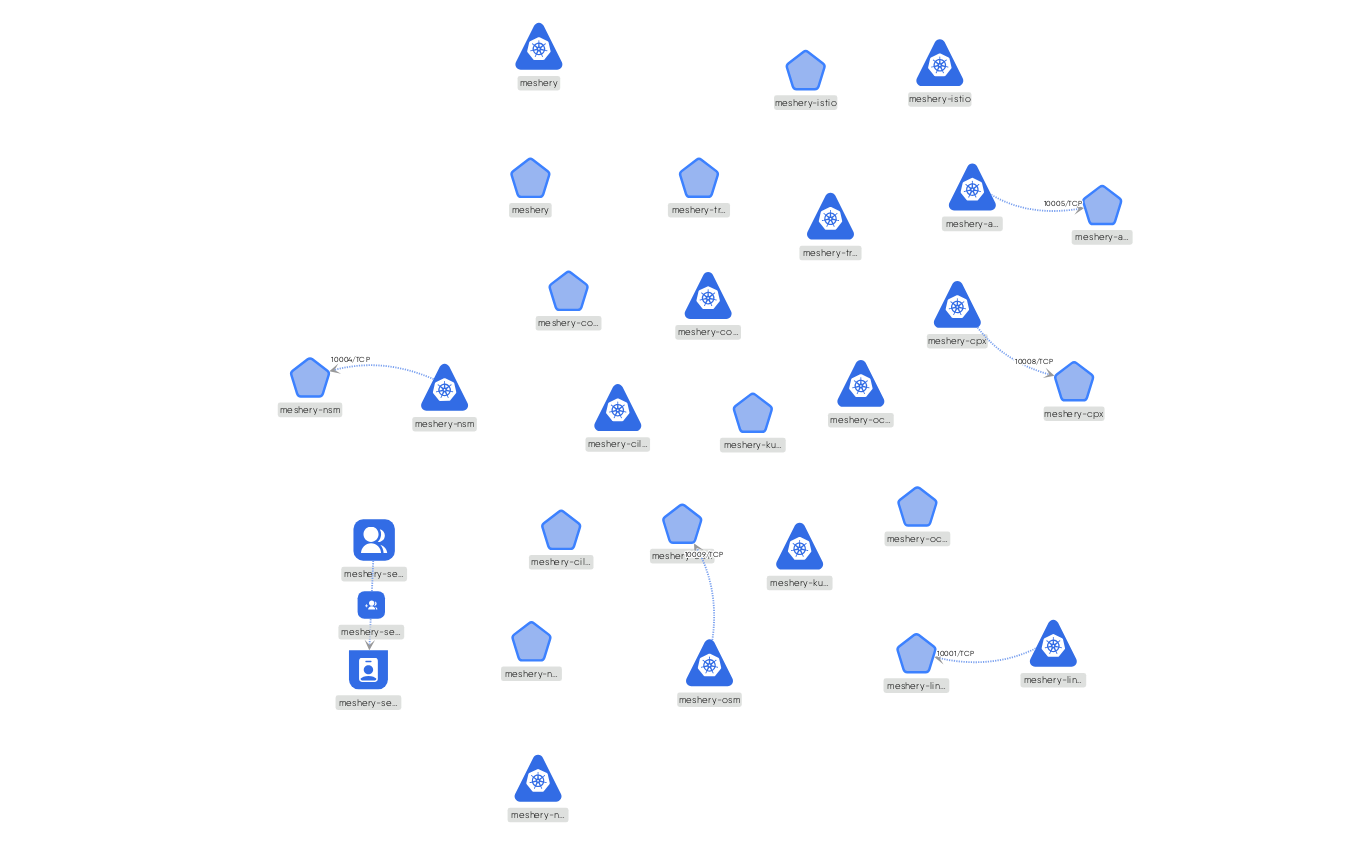 meshery
meshery-istio
meshery-istio
meshery
meshery-tr...
meshery-tr...
meshery-a...
10005/TCP
meshery-a...
meshery-co...
meshery-co...
meshery-cpx
10008/TCP
meshery-cpx
10004/TCP
meshery-nsm
meshery-nsm
meshery-cil...
meshery-ku...
meshery-oc...
meshery-se...
meshery-cil...
10009/TCP
meshery-ku...
meshery-oc...
meshery-se...
meshery-se...
meshery-n...
meshery-osm
10001/TCP
meshery-lin...
meshery-lin...
meshery-n...